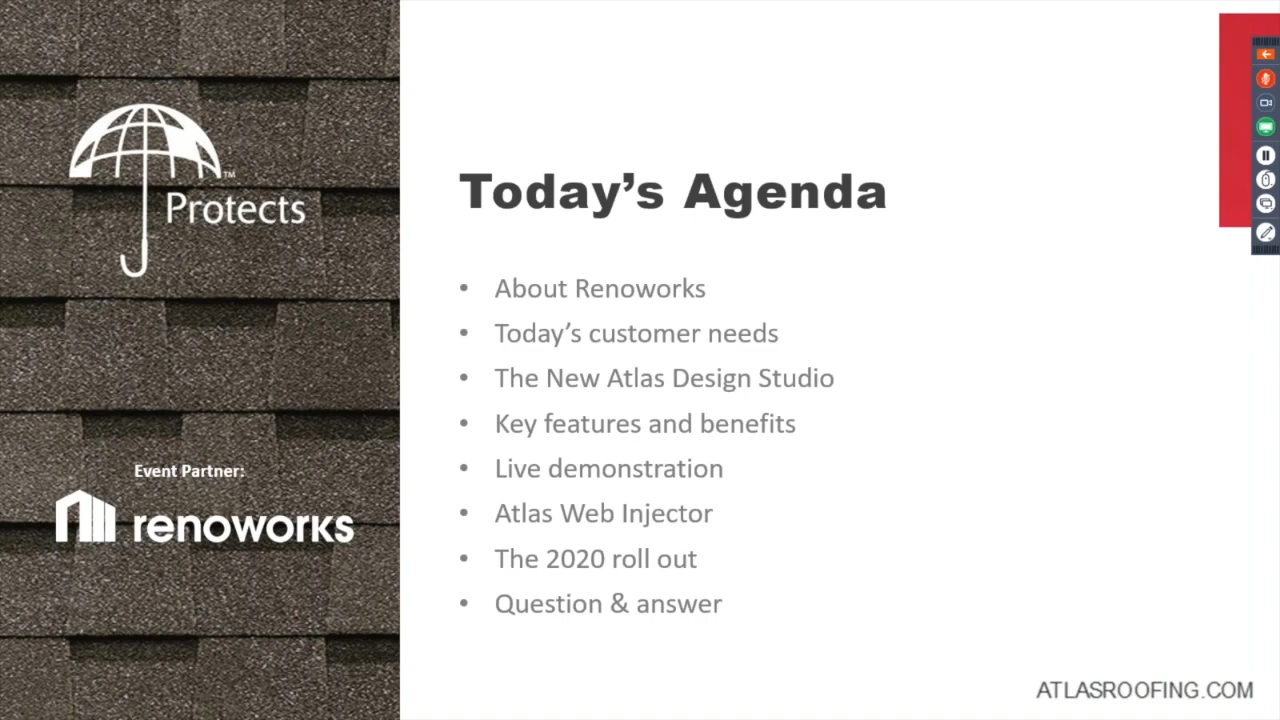 Protects
TM
Event Partner:
renoworks
Today’s Agenda
• About Renoworks
• Today’s customer needs
• The New Atlas Design Studio
• Key features and benefits
• Live demonstration
• Atlas Web Injector
• The 2020 roll out
• Question & answer
ATLASROOFING.COM